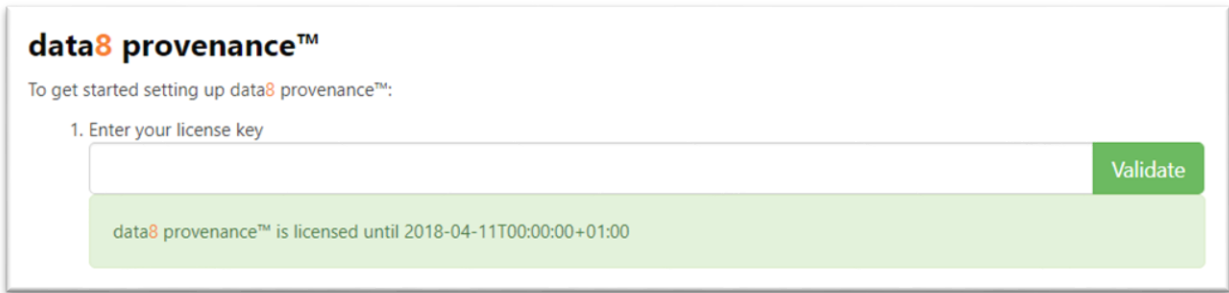 data8 provenance™
To get started setting up data8 provenance™:
1. Enter your license key
Validate
data8 provenance™ is licensed until 2018-04-11T00:00:00+01:00